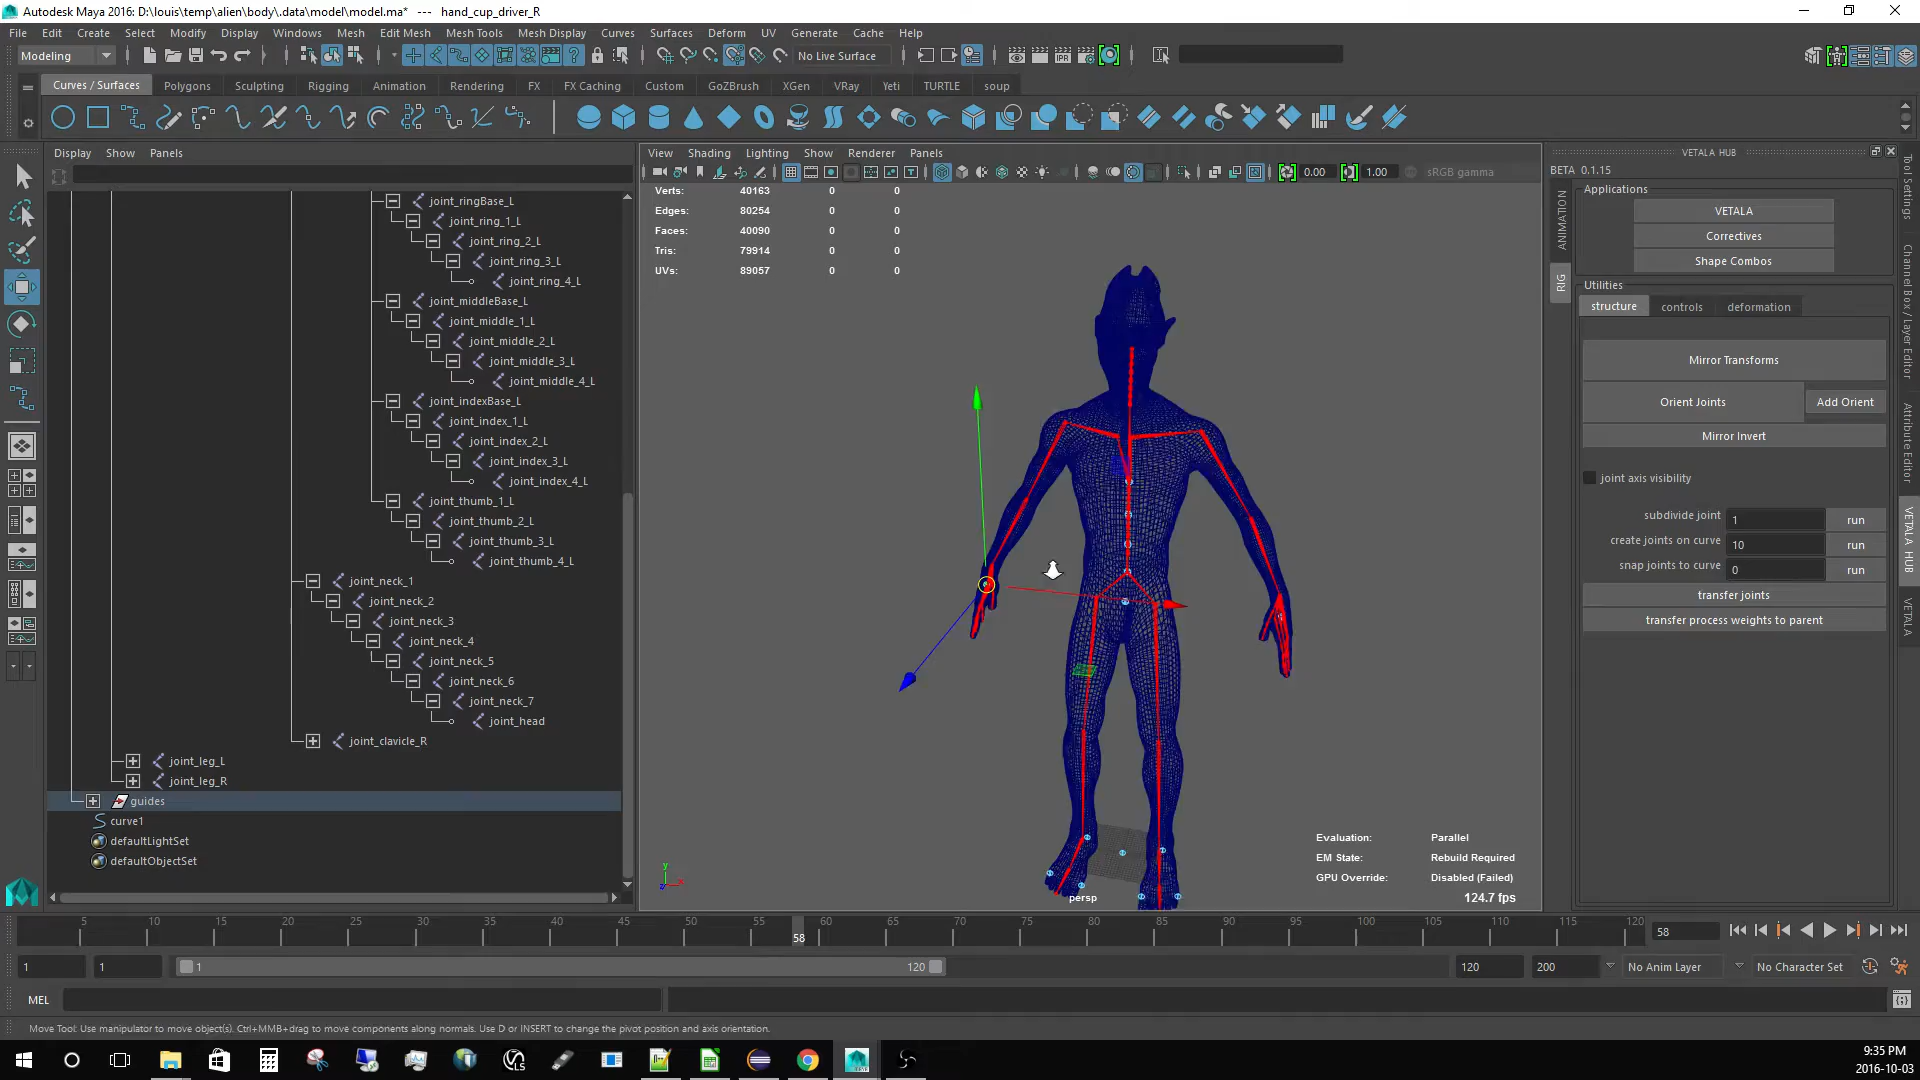 Autodesk Maya 2016: D:\louis\temp\alien\body\.data\model\model.ma*   ---   hand_cup_driver_R
File Edit Create Select Modify Display Windows Mesh Edit Mesh Mesh Tools Mesh Display Curves Surfaces Deform UV Generate Cache Help
Modeling No Live Surface
Curves / Surfaces Polygons Sculpting Rigging Animation Rendering FX FX Caching Custom GoZBrush XGen VRay Yeti TURTLE soup
Display Show Panels
joint_ringBase_L
joint_ring_1_L
joint_ring_2_L
joint_ring_3_L
joint_ring_4_L
joint_middleBase_L
joint_middle_1_L
joint_middle_2_L
joint_middle_3_L
joint_middle_4_L
joint_indexBase_L
joint_index_1_L
joint_index_2_L
joint_index_3_L
joint_index_4_L
joint_thumb_1_L
joint_thumb_2_L
joint_thumb_3_L
joint_thumb_4_L
joint_neck_1
joint_neck_2
joint_neck_3
joint_neck_4
joint_neck_5
joint_neck_6
joint_neck_7
joint_head
joint_clavicle_R
joint_leg_L
joint_leg_R
guides
curve1
defaultLightSet
defaultObjectSet
View Shading Lighting Show Renderer Panels
0.00 1.00 sRGB gamma
Verts: 40163 0 0
Edges: 80254 0 0
Faces: 40090 0 0
Tris: 79914 0 0
UVs: 89057 0 0
Evaluation: Parallel
EM State: Rebuild Required
GPU Override: Disabled (Failed)
124.7 fps
persp
y
VETALA HUB
BETA 0.1.15
Applications
VETALA
Correctives
Shape Combos
ANIMATION
RIG
Utilities
structure controls deformation
Mirror Transforms
Orient Joints Add Orient
Mirror Invert
joint axis visibility
subdivide joint 1 run
create joints on curve 10 run
snap joints to curve 0 run
transfer joints
transfer process weights to parent
Tool Settings
Channel Box / Layer Editor
Attribute Editor
VETALA HUB
VETALA
5 10 15 20 25 30 35 40 45 50 55 60 65 70 75 80 85 90 95 100 105 110 115 120
58
58
1 1 1 120 120 200 No Anim Layer No Character Set
MEL
Move Tool: Use manipulator to move object(s). Ctrl+MMB+drag to move components along normals. Use D or INSERT to change the pivot position and axis orientation.
9:35 PM
2016-10-03